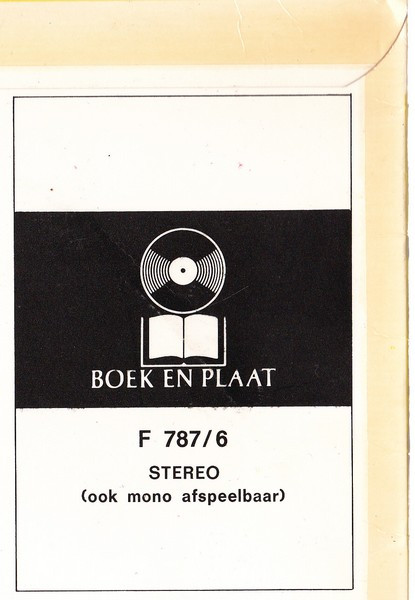 BOEK EN PLAAT
F 787/6
STEREO
(ook mono afspeelbaar)